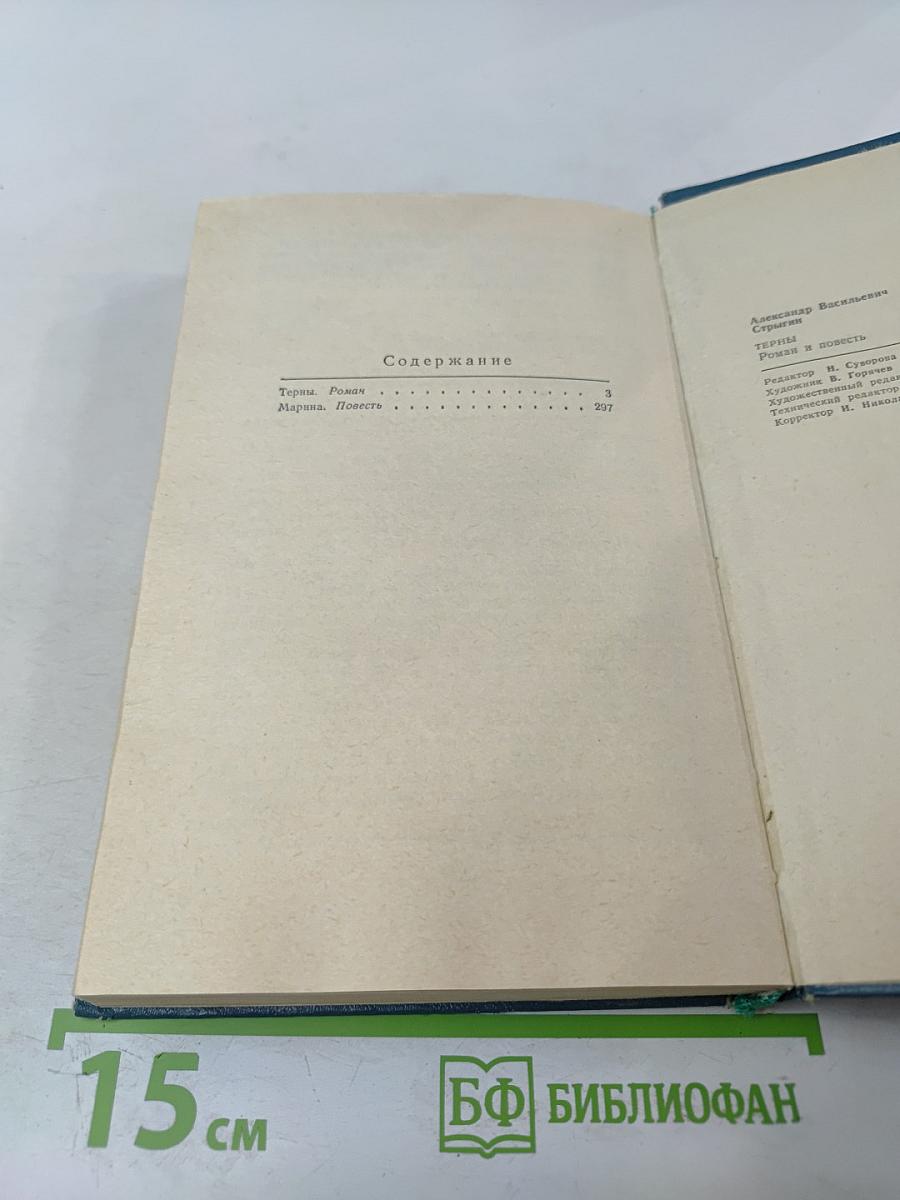 Содержание
Терны. Роман . . . . . . . . . . . . . . 3
Марина. Повесть . . . . . . . . . . . . . 297
Александр Васильевич
Стрыгин
ТЕРНЫ
Роман и повесть
Редактор Н. Суворова
Художник В. Горячев
Художественный
Технический редактор
Корректор И.
15 см
БФ БИБЛИОФАН